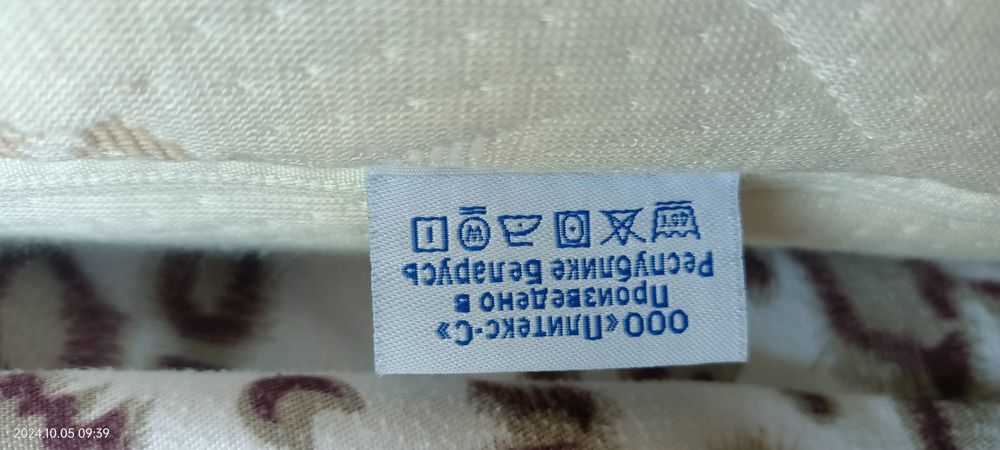 ООО «Плитекс-С»
Произведено в
Республике Беларусь
2024.10.05 09:39